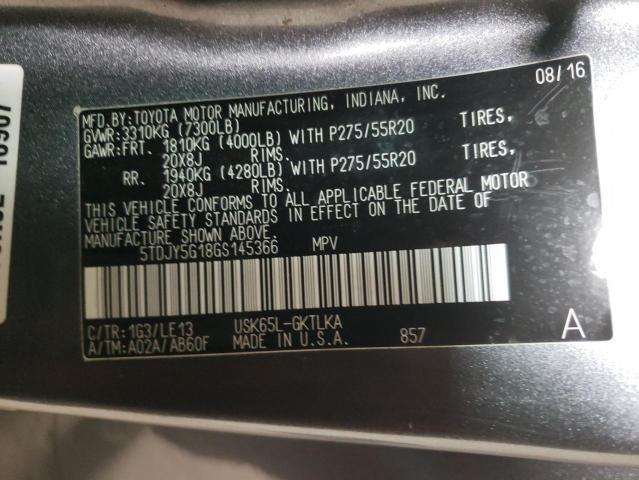 08/16
MFD.BY:TOYOTA MOTOR MANUFACTURING, INDIANA, INC.
GVWR:3310KG (7300LB)
GAWR:FRT. 1810KG (4000LB) WITH P275/55R20 TIRES,
20X8J RIMS.
RR. 1940KG (4280LB) WITH P275/55R20 TIRES,
20X8J RIMS.
THIS VEHICLE CONFORMS TO ALL APPLICABLE FEDERAL MOTOR
VEHICLE SAFETY STANDARDS IN EFFECT ON THE DATE OF
MANUFACTURE SHOWN ABOVE.
5TDJY5G18GS145366 MPV
C/TR:1G3/LE13 USK65L-GKTLKA
A/TM:A02A/AB60F MADE IN U.S.A. 857 A